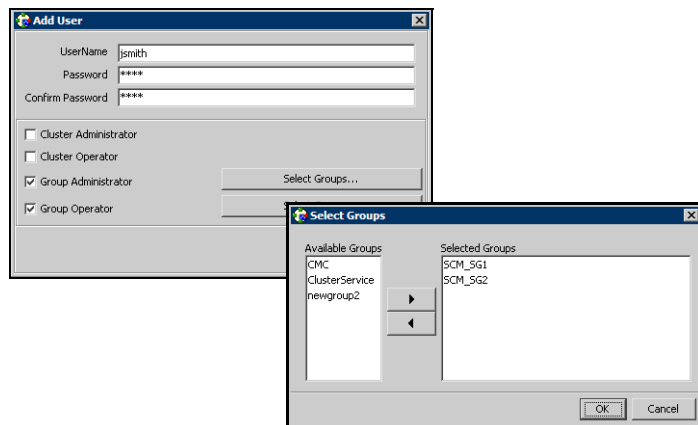 Add User
UserName jsmith
Password ****
Confirm Password ****
Cluster Administrator
Cluster Operator
Group Administrator Select Groups...
Group Operator
Select Groups
Available Groups Selected Groups
CMC SCM_SG1
ClusterService SCM_SG2
newgroup2
OK Cancel